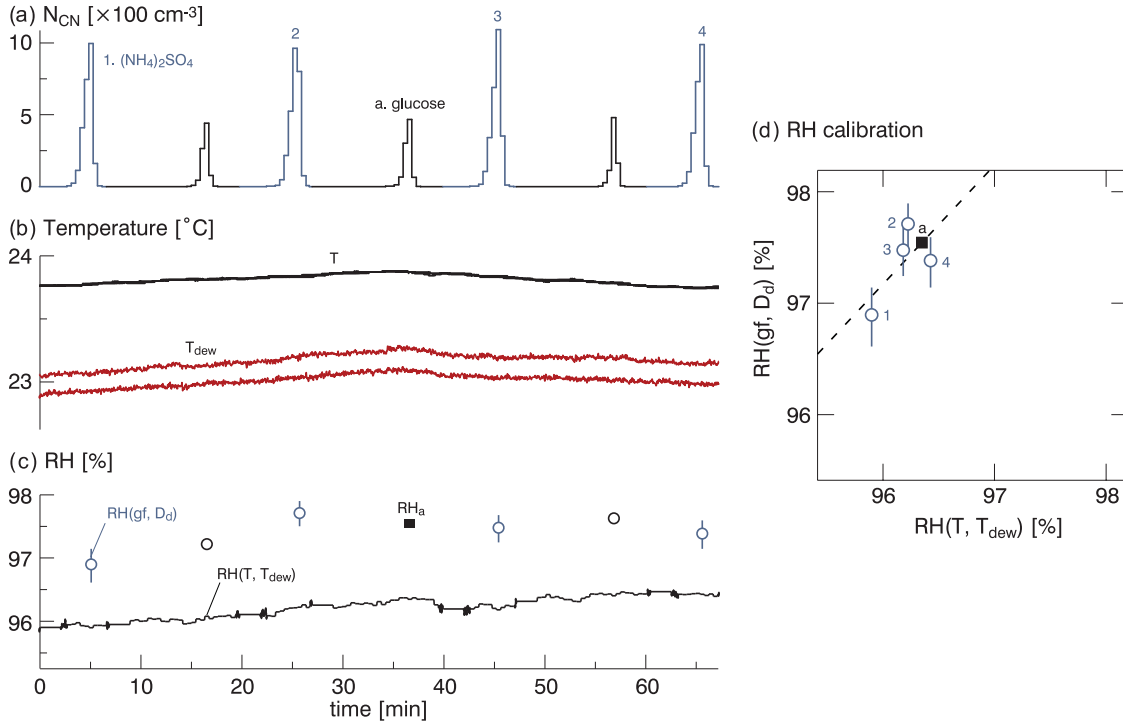 (a) N_CN [×100 cm⁻³]
10
5
0
1. (NH₄)₂SO₄
2
a. glucose
3
4
(b) Temperature [˚C]
24
23
T
T_dew
(c) RH [%]
98
97
96
RH(gf, D_d)
RH_a
RH(T, T_dew)
0 10 20 30 40 50 60
time [min]
(d) RH calibration
98
97
96
RH(gf, D_d) [%]
2
a
3
4
1
96 97 98
RH(T, T_dew) [%]